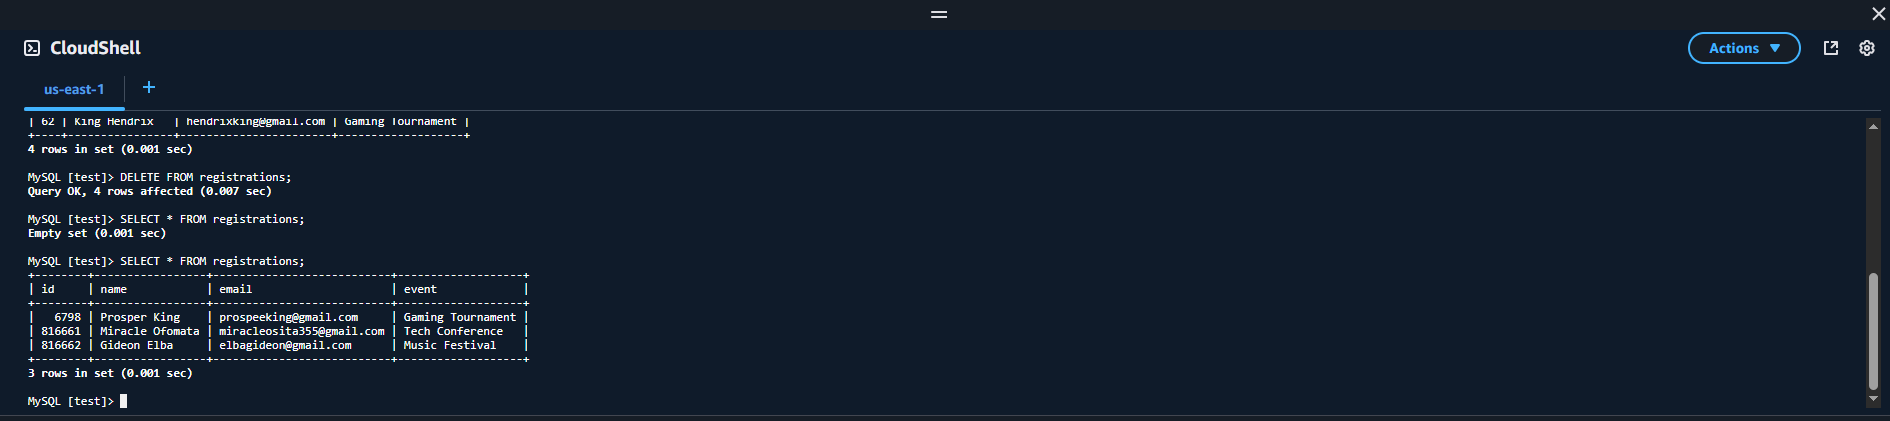 CloudShell
Actions
us-east-1
+
| 62 | King Hendrix   | hendrixking@gmail.com | Gaming Tournament |
+----+----------------+-----------------------+-------------------+
4 rows in set (0.001 sec)
MySQL [test]> DELETE FROM registrations;
Query OK, 4 rows affected (0.007 sec)
MySQL [test]> SELECT * FROM registrations;
Empty set (0.001 sec)
MySQL [test]> SELECT * FROM registrations;
+--------+-----------------+---------------------------+-------------------+
| id     | name            | email                     | event             |
+--------+-----------------+---------------------------+-------------------+
|   6798 | Prosper King    | prospeeking@gmail.com     | Gaming Tournament |
| 816661 | Miracle Ofomata | miracleosita355@gmail.com | Tech Conference   |
| 816662 | Gideon Elba     | elbagideon@gmail.com      | Music Festival    |
+--------+-----------------+---------------------------+-------------------+
3 rows in set (0.001 sec)
MySQL [test]>